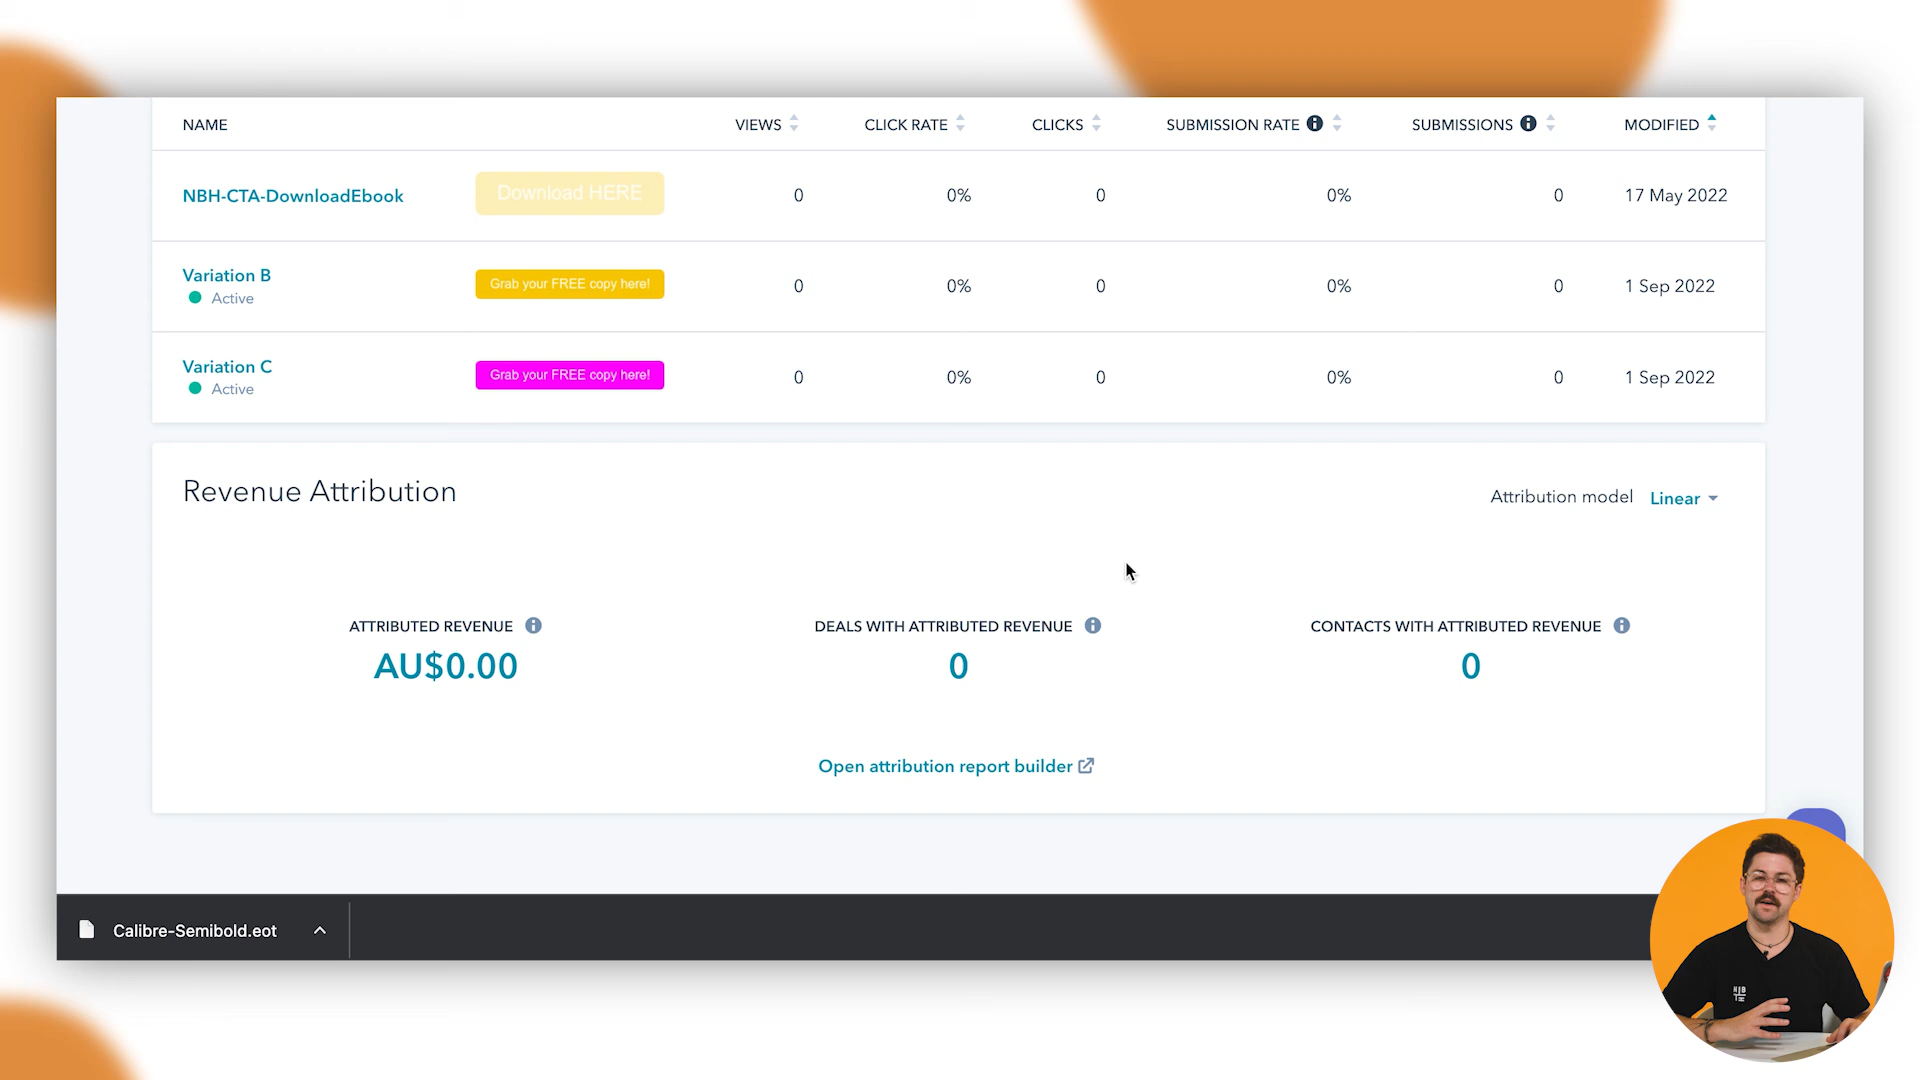 NAME VIEWS CLICK RATE CLICKS SUBMISSION RATE SUBMISSIONS MODIFIED
NBH-CTA-DownloadEbook Download HERE 0 0% 0 0% 0 17 May 2022
Variation B Grab your FREE copy here! 0 0% 0 0% 0 1 Sep 2022
Active
Variation C Grab your FREE copy here! 0 0% 0 0% 0 1 Sep 2022
Active
Revenue Attribution Attribution model Linear
ATTRIBUTED REVENUE DEALS WITH ATTRIBUTED REVENUE CONTACTS WITH ATTRIBUTED REVENUE
AU$0.00 0 0
Open attribution report builder
Calibre-Semibold.eot